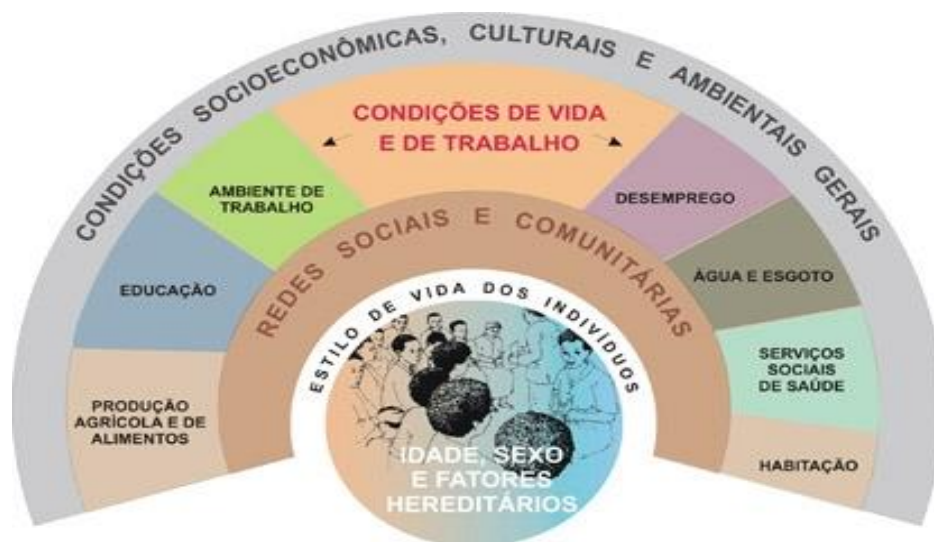 CONDIÇÕES SOCIOECONÔMICAS, CULTURAIS E AMBIENTAIS GERAIS
CONDIÇÕES DE VIDA
E DE TRABALHO
AMBIENTE DE
TRABALHO
DESEMPREGO
EDUCAÇÃO
ÁGUA E ESGOTO
PRODUÇÃO
AGRÍCOLA E DE
ALIMENTOS
SERVIÇOS
SOCIAIS
DE SAÚDE
HABITAÇÃO
REDES SOCIAIS E COMUNITÁRIAS
ESTILO DE VIDA DOS INDIVÍDUOS
IDADE, SEXO
E FATORES
HEREDITÁRIOS